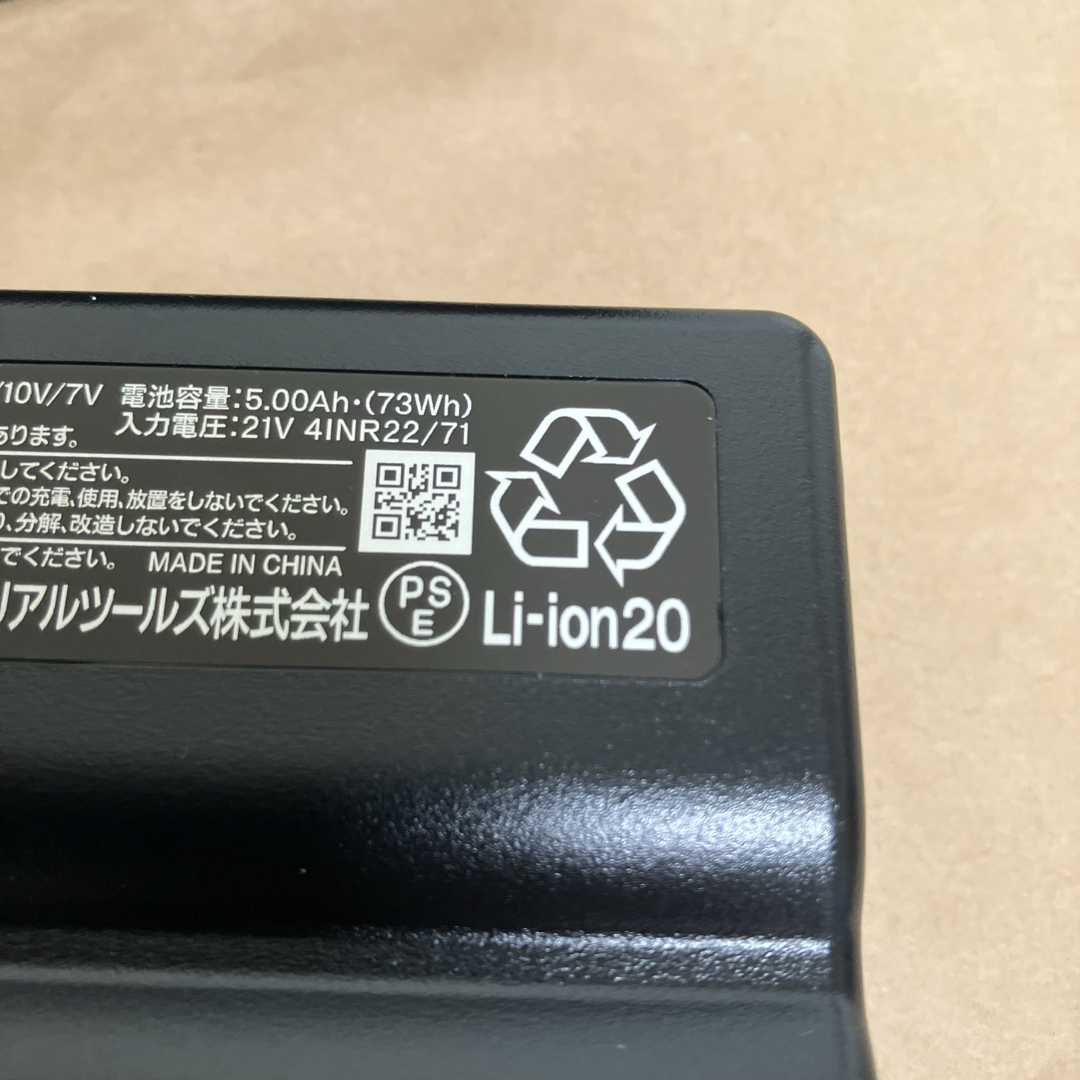 /10V/7V 電池容量:5.00Ah・(73Wh)
あります。 入力電圧:21V 4INR22/71
してください。
での充電、使用、放置をしないでください。
り、分解、改造しないでください。
でください。 MADE IN CHINA
リアルツールズ株式会社 PSE Li-ion20